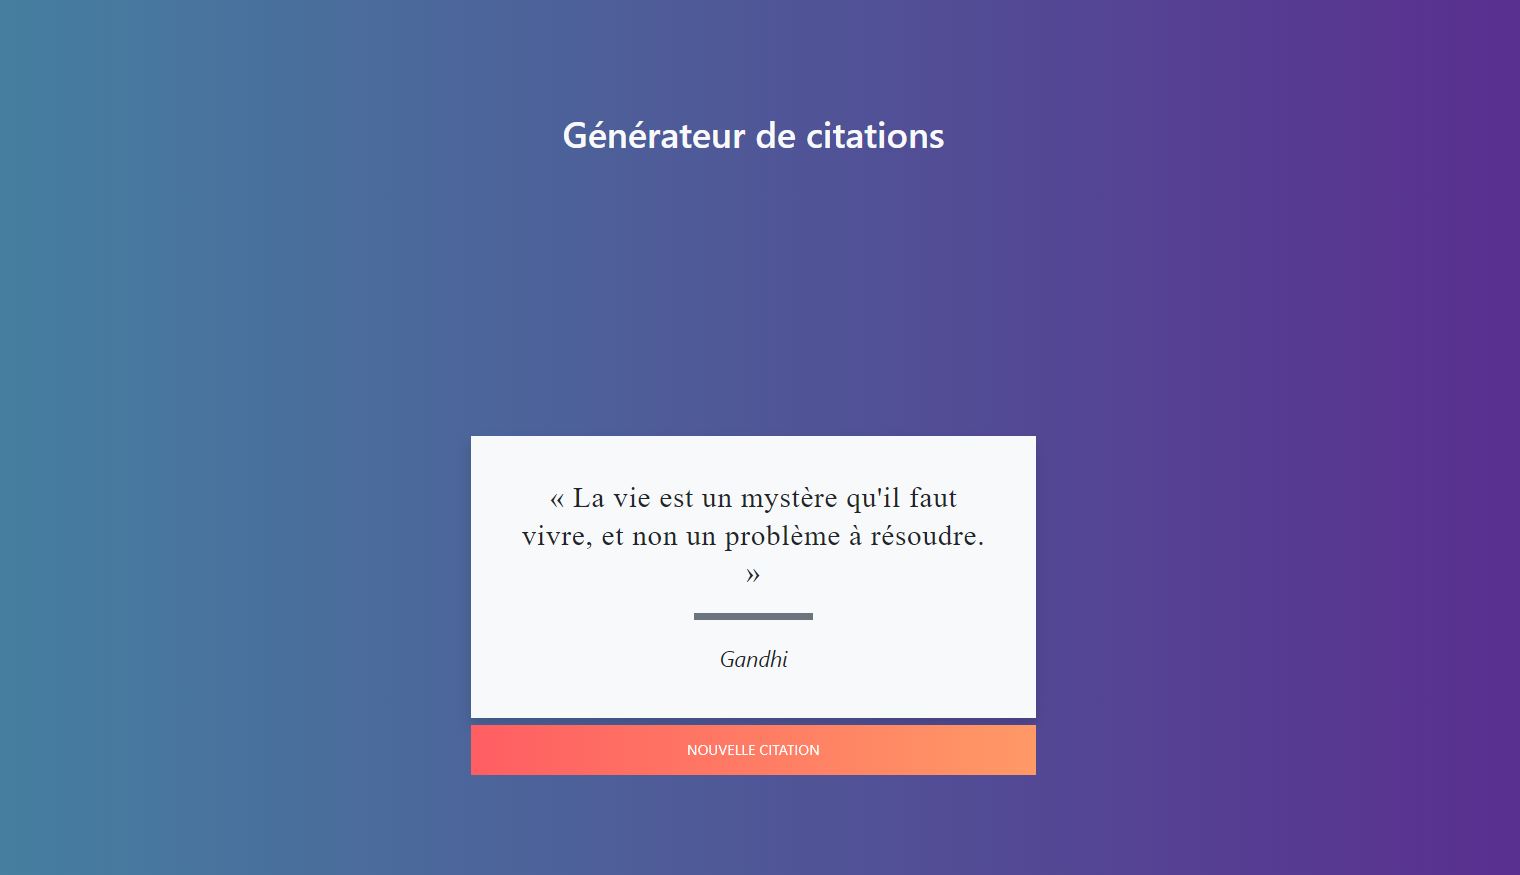 Générateur de citations
« La vie est un mystère qu'il faut
vivre, et non un problème à résoudre.
»
Gandhi
NOUVELLE CITATION